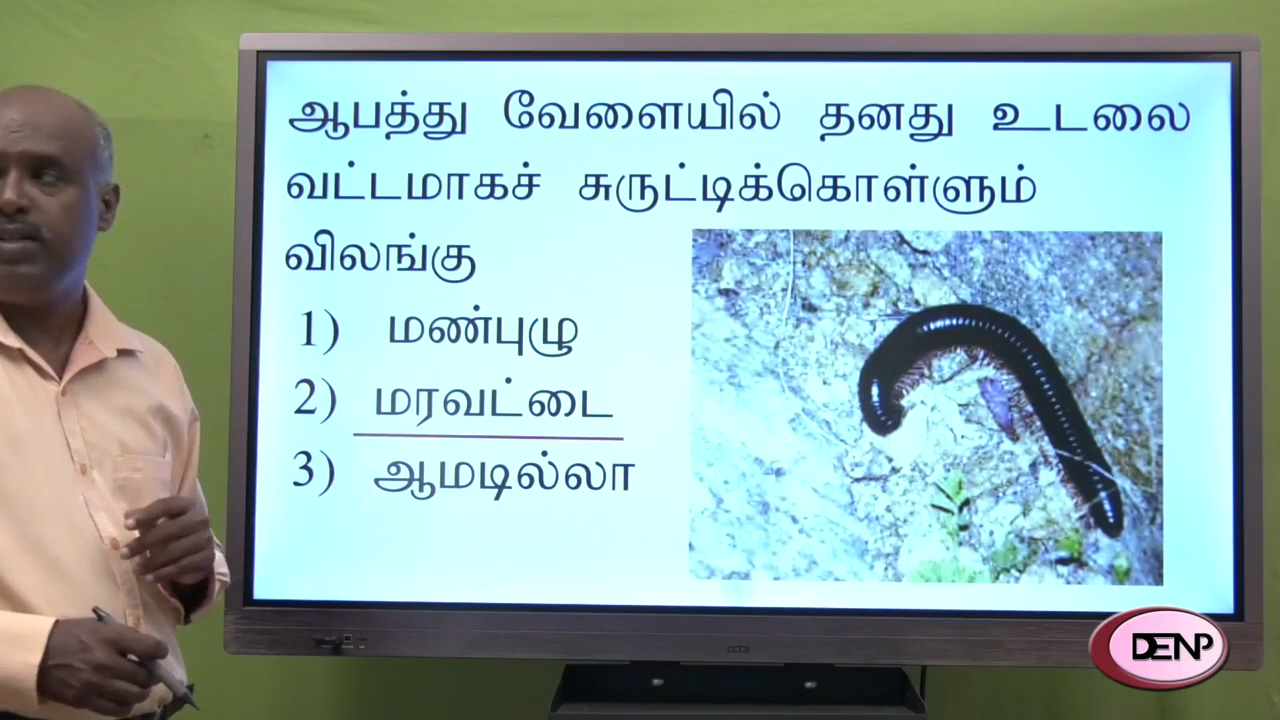 ஆபத்து வேளையில் தனது உடலை
வட்டமாகச் சுருட்டிக்கொள்ளும்
விலங்கு
1) மண்புழு
2) மரவட்டை
3) ஆமடில்லா
DENP